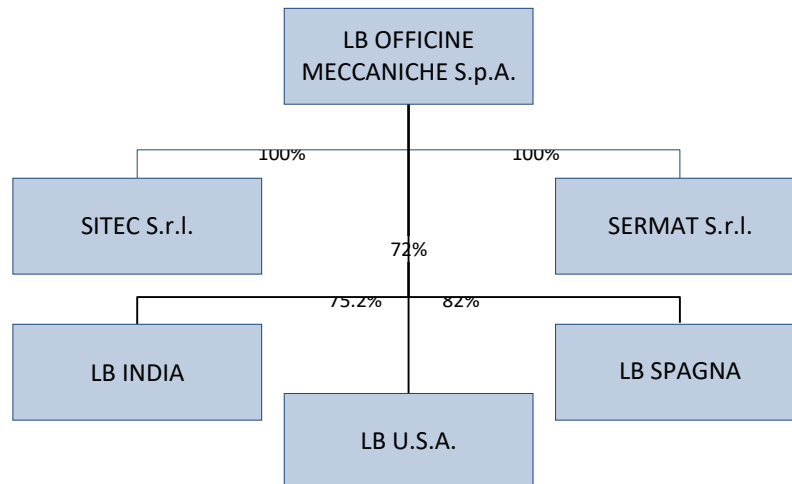 LB OFFICINE
MECCANICHE S.p.A.
100%
100%
SITEC S.r.l.
SERMAT S.r.l.
72%
75.2%
82%
LB INDIA
LB SPAGNA
LB U.S.A.